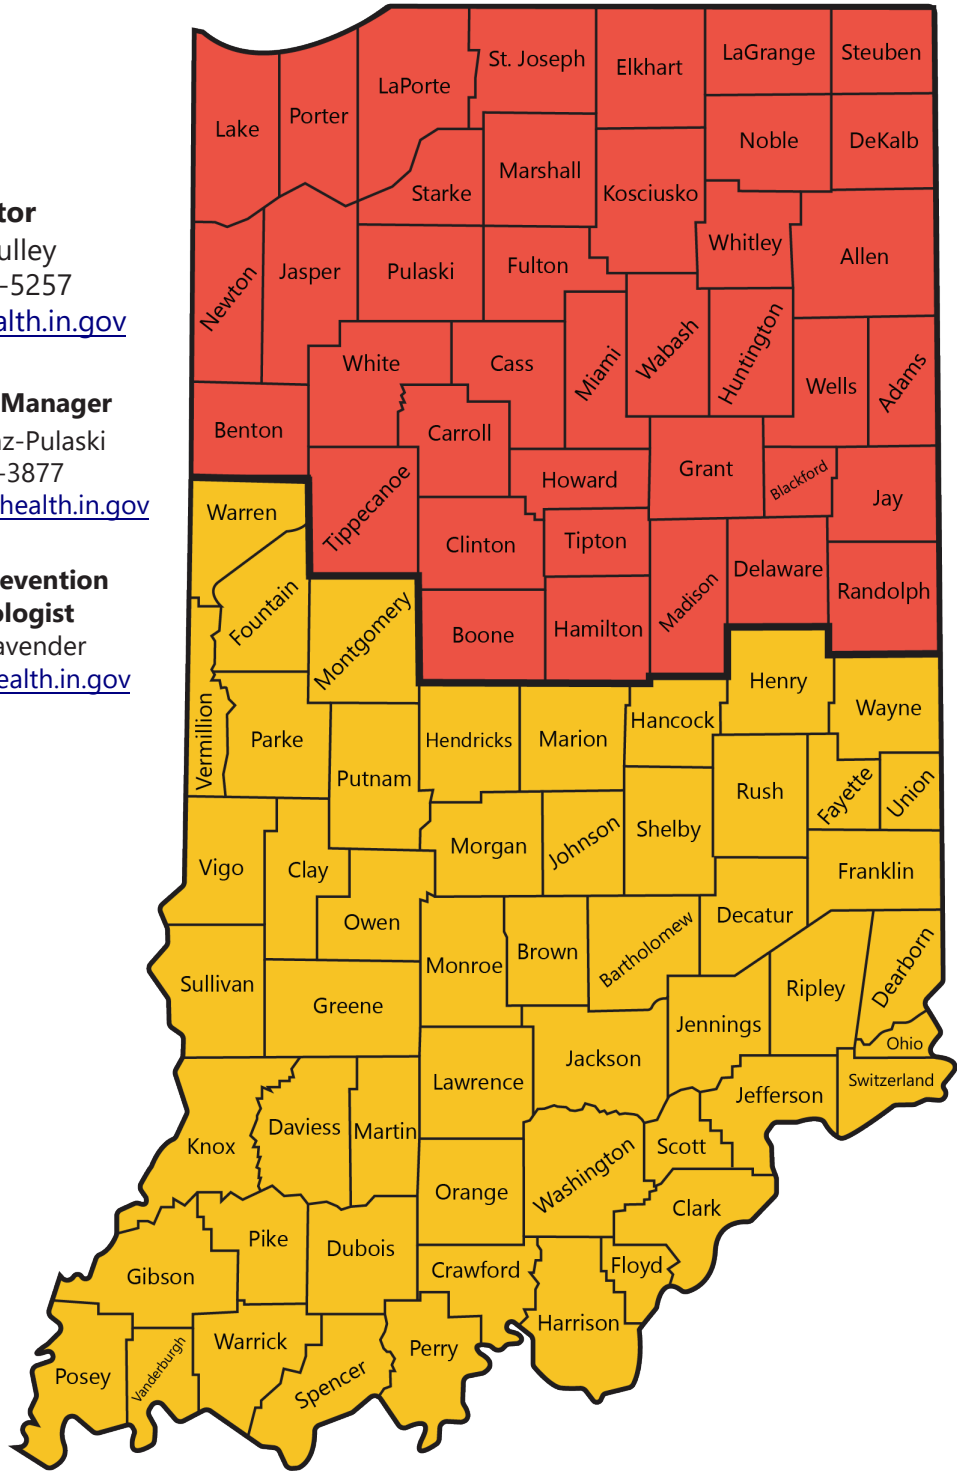 tor
ulley
-5257
alth.in.gov
Manager
z-Pulaski
-3877
health.in.gov
evention
ologist
avender
ealth.in.gov
St. Joseph
Elkhart
LaGrange
Steuben
LaPorte
Porter
Lake
Noble
DeKalb
Marshall
Starke
Kosciusko
Whitley
Allen
Newton
Jasper
Pulaski
Fulton
White
Cass
Miami
Wabash
Huntington
Wells
Adams
Benton
Carroll
Howard
Grant
Blackford
Jay
Warren
Tippecanoe
Clinton
Tipton
Delaware
Randolph
Fountain
Montgomery
Boone
Hamilton
Madison
Henry
Wayne
Vermillion
Parke
Putnam
Hendricks
Marion
Hancock
Rush
Fayette
Union
Vigo
Clay
Morgan
Johnson
Shelby
Franklin
Owen
Decatur
Sullivan
Greene
Monroe
Brown
Bartholomew
Ripley
Dearborn
Jennings
Ohio
Jackson
Lawrence
Switzerland
Jefferson
Knox
Daviess
Martin
Scott
Washington
Orange
Clark
Pike
Dubois
Gibson
Crawford
Floyd
Harrison
Warrick
Perry
Posey
Vanderburgh
Spencer